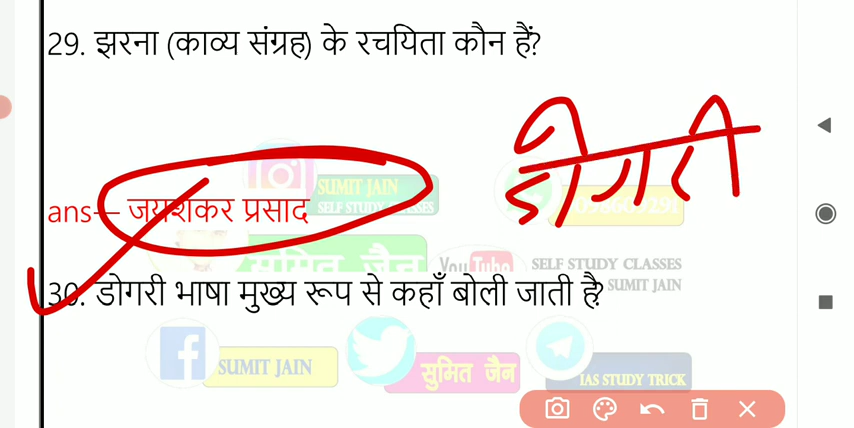 29. झरना (काव्य संग्रह) के रचयिता कौन हैं?
डोगरी
ans— जयशंकर प्रसाद
SUMIT JAIN
SELF STUDY CLASSES
सुमित जैन
YouTube
SELF STUDY CLASSES
SUMIT JAIN
30. डोगरी भाषा मुख्य रूप से कहाँ बोली जाती है?
SUMIT JAIN
सुमित जैन
IAS STUDY TRICK